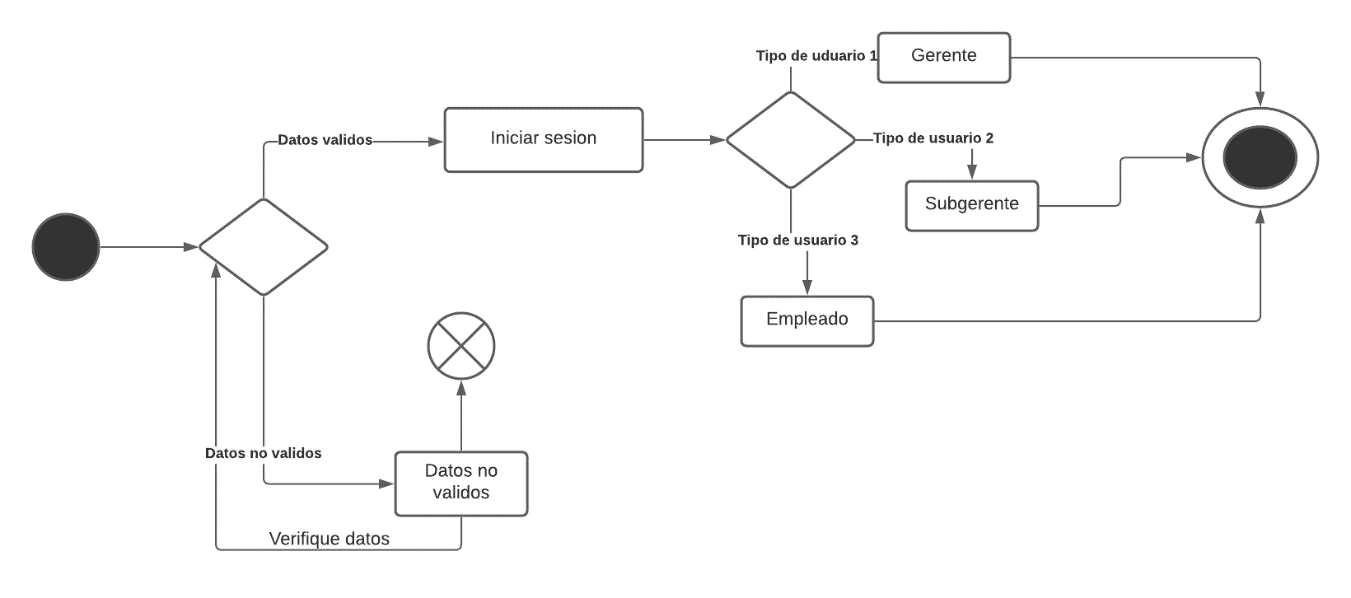 Tipo de uduario 1
Gerente
Datos validos
Iniciar sesion
Tipo de usuario 2
Subgerente
Tipo de usuario 3
Empleado
Datos no validos
Datos no
validos
Verifique datos